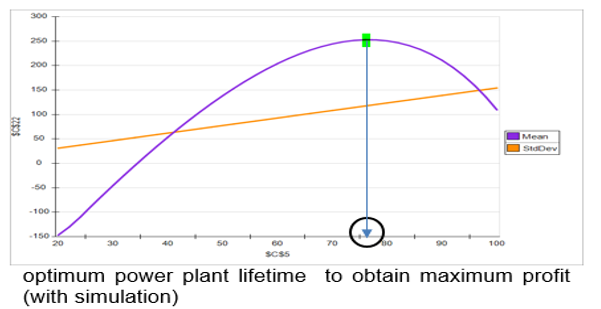 300
250
200
150
100
50
0
-50
-100
-150
$C$22
20 30 40 50 60 70 80 90 100
$C$5
Mean
StdDev
optimum power plant lifetime to obtain maximum profit
(with simulation)